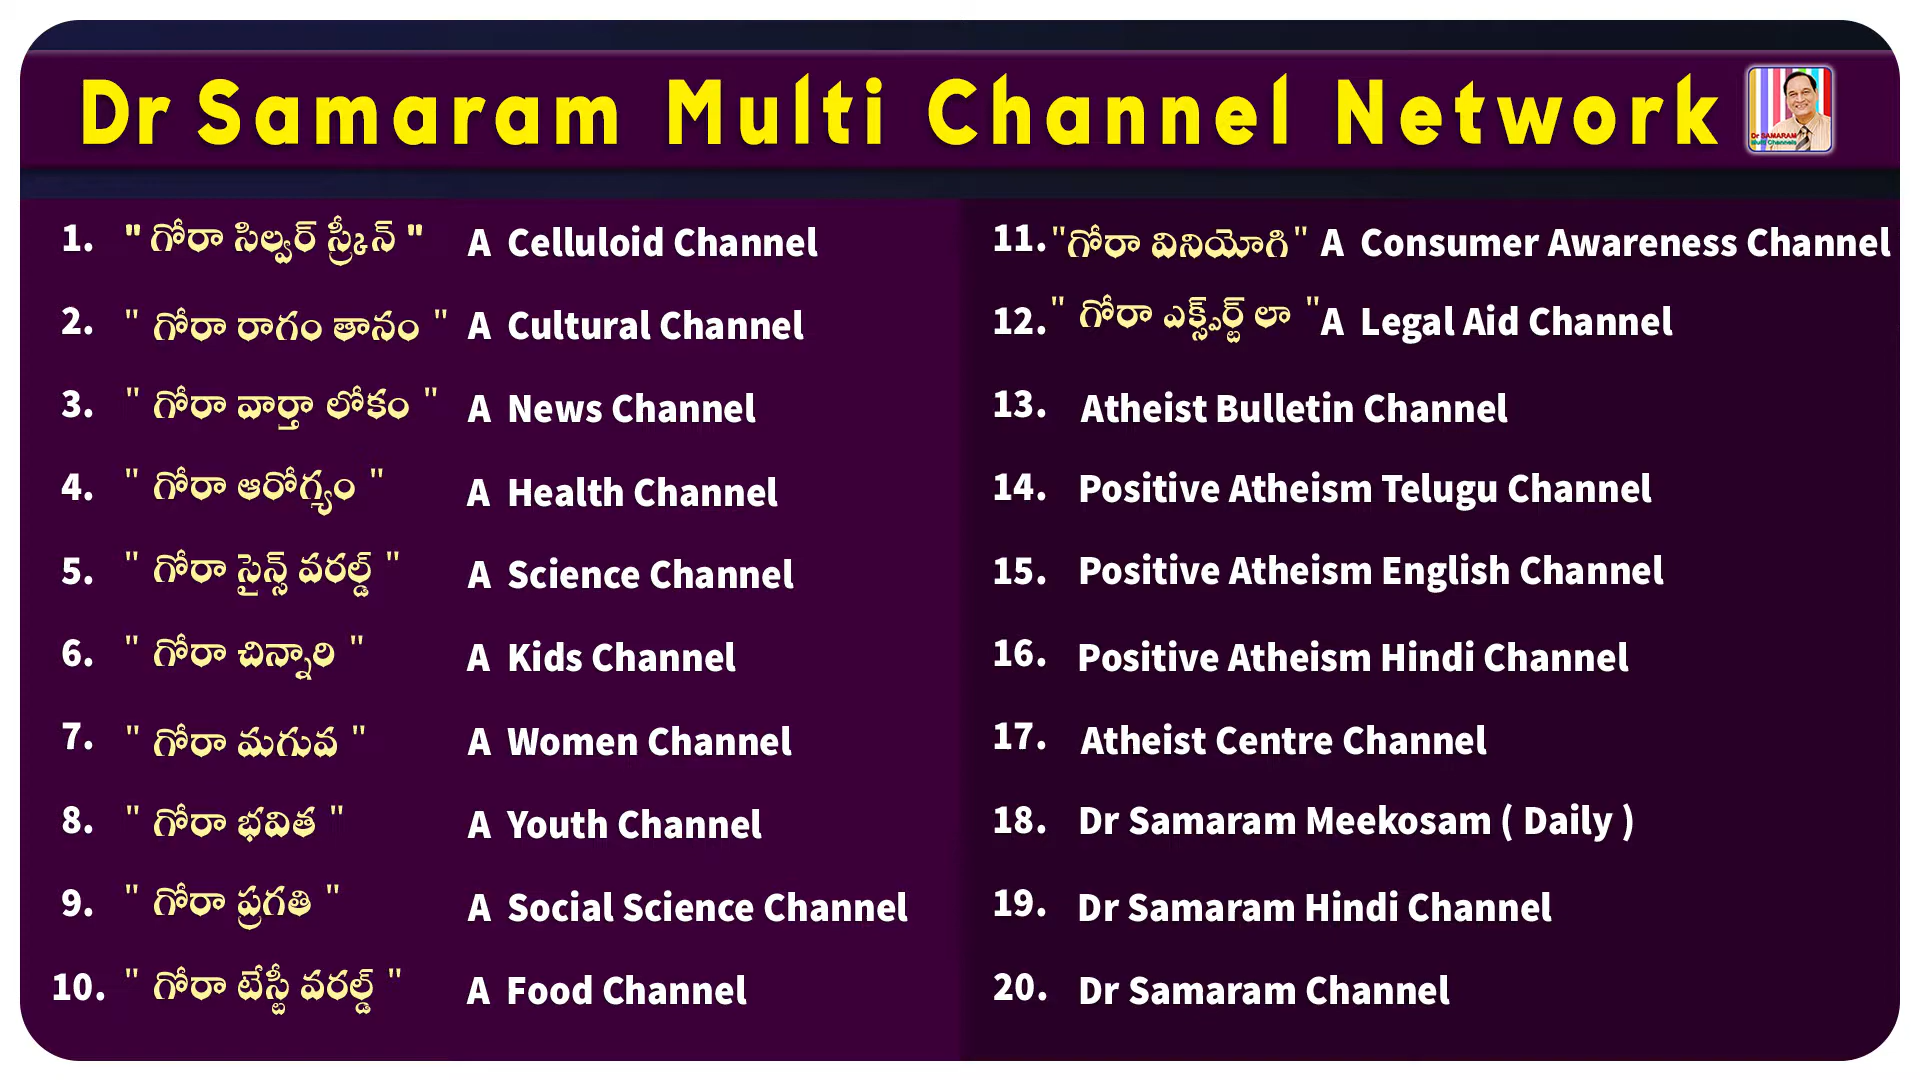 Dr Samaram Multi Channel Network
Dr SAMARAM
Multi Channels
1. " గోరా సిల్వర్ స్క్రీన్ " A Celluloid Channel
2. " గోరా రాగం తానం " A Cultural Channel
3. " గోరా వార్తా లోకం " A News Channel
4. " గోరా ఆరోగ్యం " A Health Channel
5. " గోరా సైన్స్ వరల్డ్ " A Science Channel
6. " గోరా చిన్నారి " A Kids Channel
7. " గోరా మగువ " A Women Channel
8. " గోరా భవిత " A Youth Channel
9. " గోరా ప్రగతి " A Social Science Channel
10. " గోరా టేస్టీ వరల్డ్ " A Food Channel
11. "గోరా వినియోగి" A Consumer Awareness Channel
12. " గోరా ఎక్స్పర్ట్ లా " A Legal Aid Channel
13. Atheist Bulletin Channel
14. Positive Atheism Telugu Channel
15. Positive Atheism English Channel
16. Positive Atheism Hindi Channel
17. Atheist Centre Channel
18. Dr Samaram Meekosam ( Daily )
19. Dr Samaram Hindi Channel
20. Dr Samaram Channel